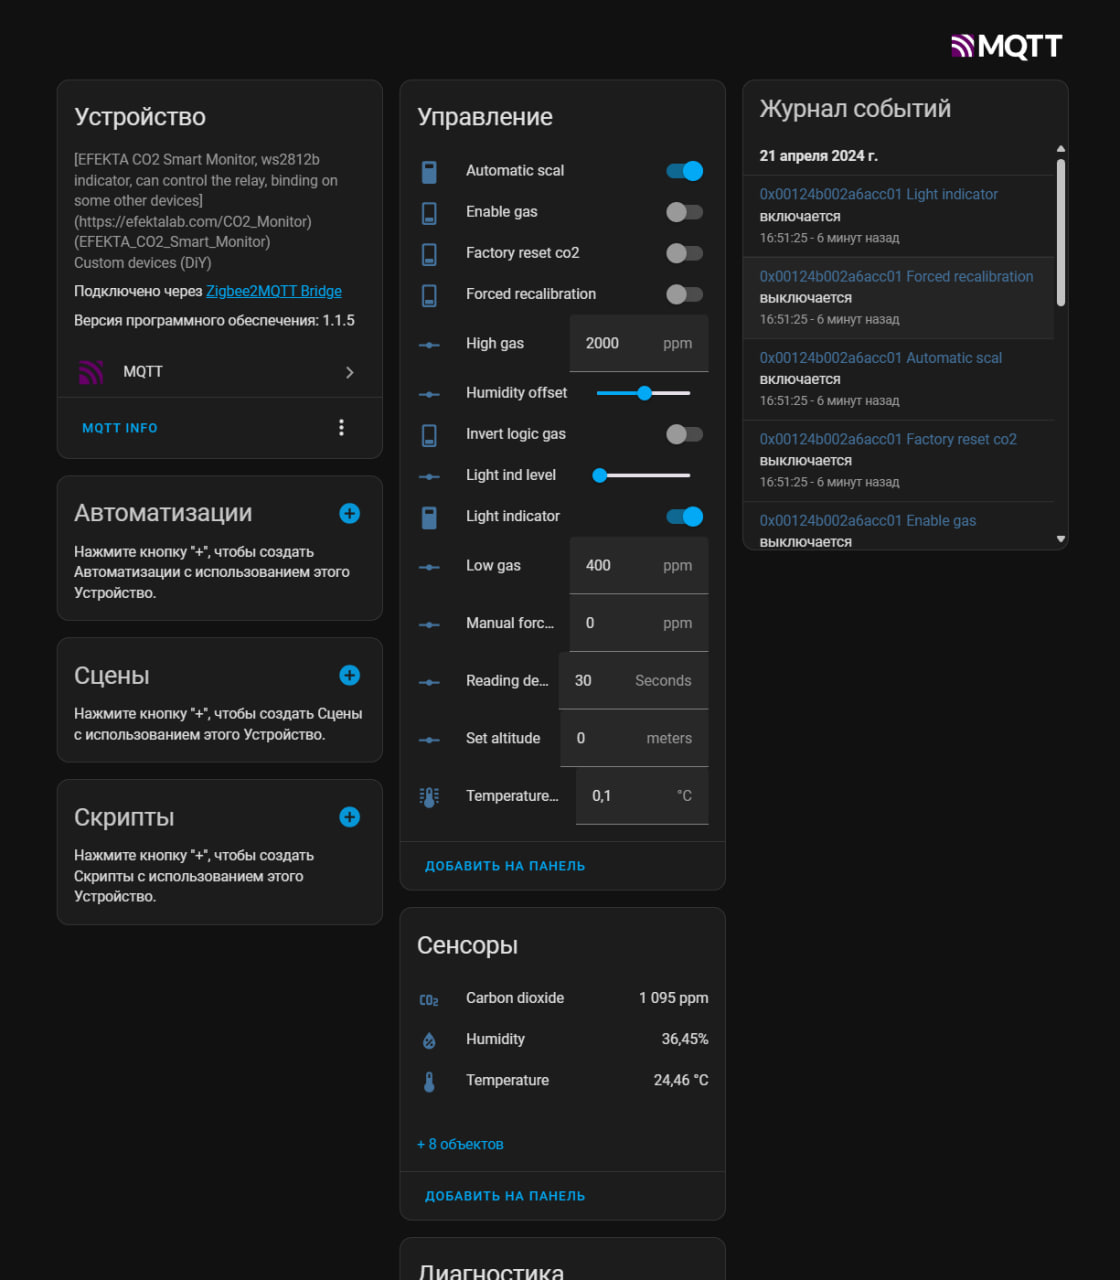 MQTT
Устройство
[EFEKTA CO2 Smart Monitor, ws2812b
indicator, can control the relay, binding on
some other devices]
(https://efektalab.com/CO2_Monitor)
(EFEKTA_CO2_Smart_Monitor)
Custom devices (DiY)
Подключено через Zigbee2MQTT Bridge
Версия программного обеспечения: 1.1.5
MQTT
MQTT INFO
Автоматизации
Нажмите кнопку "+", чтобы создать
Автоматизации с использованием этого
Устройство.
Сцены
Нажмите кнопку "+", чтобы создать Сцены
с использованием этого Устройство.
Скрипты
Нажмите кнопку "+", чтобы создать
Скрипты с использованием этого
Устройство.
Управление
Automatic scal
Enable gas
Factory reset co2
Forced recalibration
High gas 2000 ppm
Humidity offset
Invert logic gas
Light ind level
Light indicator
Low gas 400 ppm
Manual forc... 0 ppm
Reading de... 30 Seconds
Set altitude 0 meters
Temperature... 0,1 °C
ДОБАВИТЬ НА ПАНЕЛЬ
Сенсоры
CO2 Carbon dioxide 1 095 ppm
Humidity 36,45%
Temperature 24,46 °C
+ 8 объектов
ДОБАВИТЬ НА ПАНЕЛЬ
Диагностика
Журнал событий
21 апреля 2024 г.
0x00124b002a6acc01 Light indicator
включается
16:51:25 - 6 минут назад
0x00124b002a6acc01 Forced recalibration
выключается
16:51:25 - 6 минут назад
0x00124b002a6acc01 Automatic scal
включается
16:51:25 - 6 минут назад
0x00124b002a6acc01 Factory reset co2
выключается
16:51:25 - 6 минут назад
0x00124b002a6acc01 Enable gas
выключается